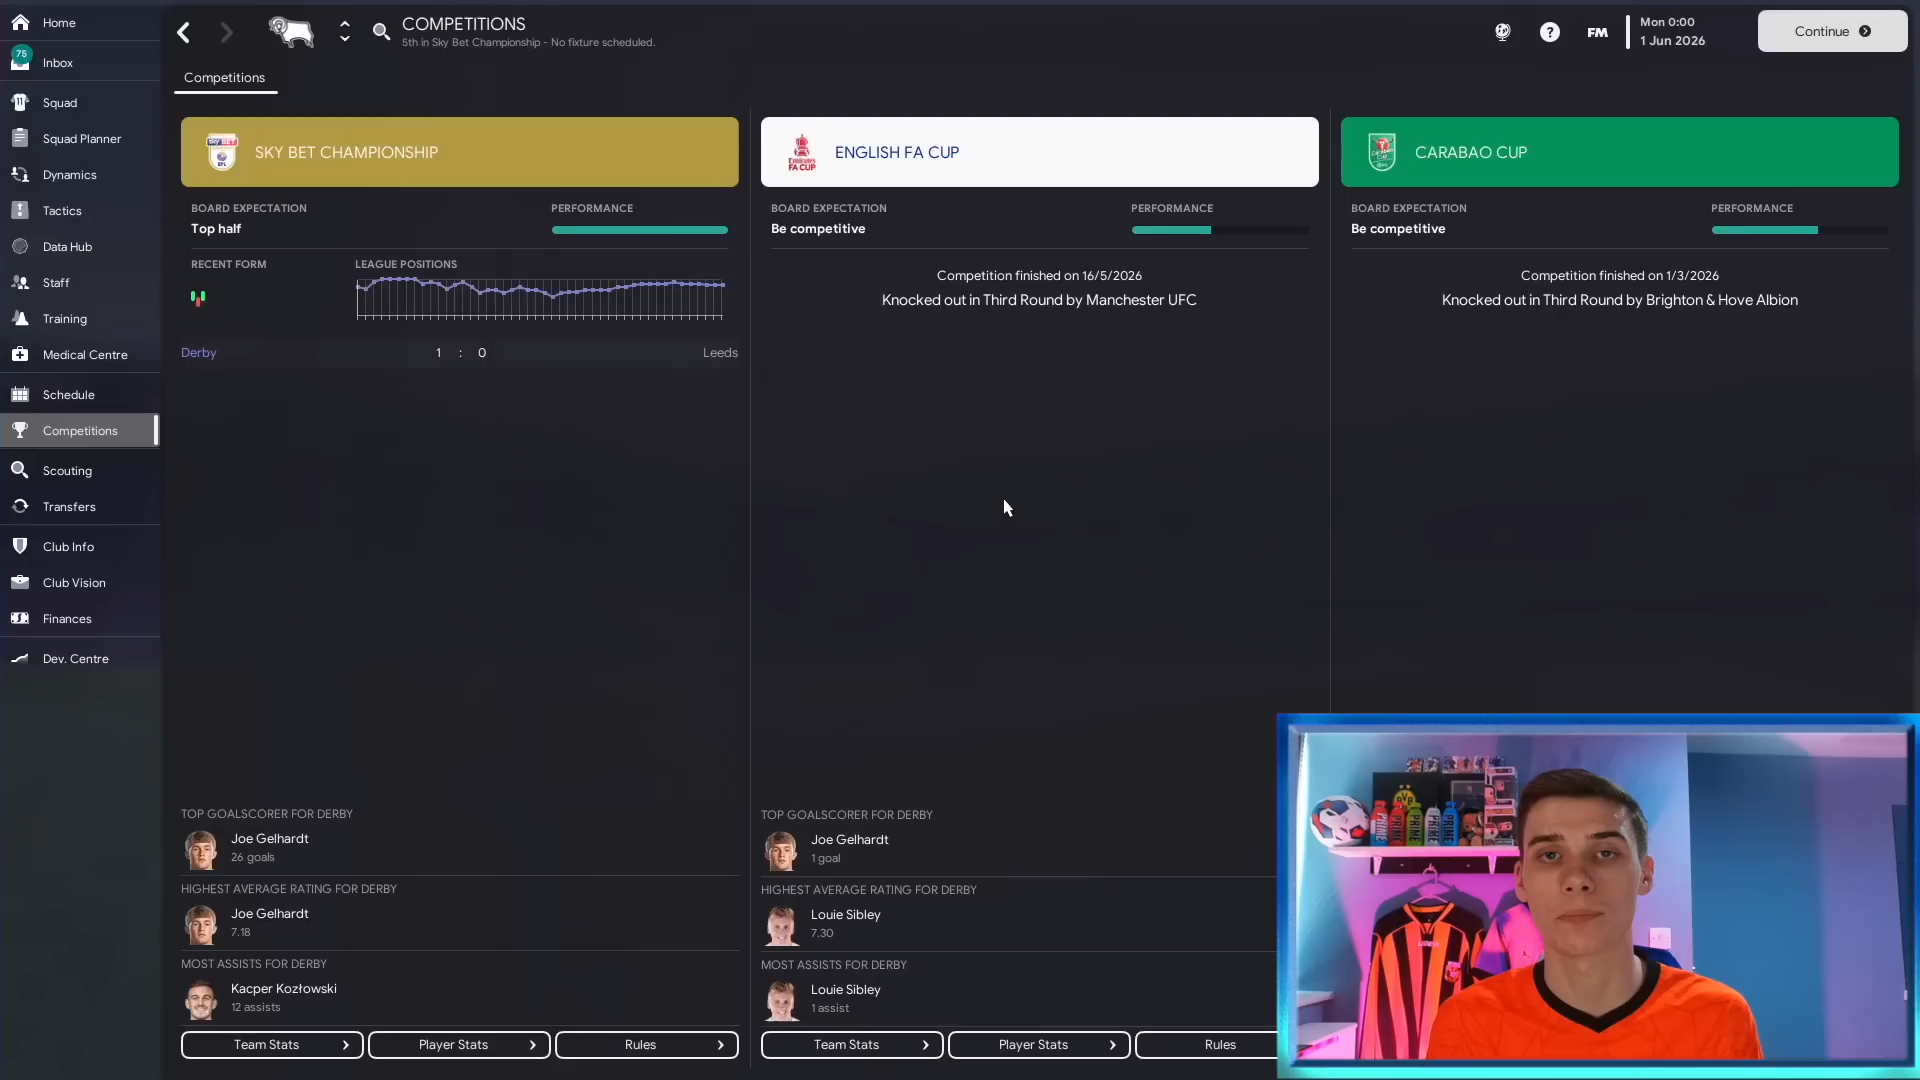 Home
75
Inbox
Squad
Squad Planner
Dynamics
Tactics
Data Hub
Staff
Training
Medical Centre
Schedule
Competitions
Scouting
Transfers
Club Info
Club Vision
Finances
Dev. Centre
COMPETITIONS
5th in Sky Bet Championship - No fixture scheduled.
FM
Mon 0:00
1 Jun 2026
Continue
Competitions
SKY BET CHAMPIONSHIP
BOARD EXPECTATION
PERFORMANCE
Top half
RECENT FORM
LEAGUE POSITIONS
Derby 1 : 0 Leeds
TOP GOALSCORER FOR DERBY
Joe Gelhardt
26 goals
HIGHEST AVERAGE RATING FOR DERBY
Joe Gelhardt
7.18
MOST ASSISTS FOR DERBY
Kacper Kozłowski
12 assists
Team Stats
Player Stats
Rules
Emirates
FA CUP
ENGLISH FA CUP
BOARD EXPECTATION
PERFORMANCE
Be competitive
Competition finished on 16/5/2026
Knocked out in Third Round by Manchester UFC
TOP GOALSCORER FOR DERBY
Joe Gelhardt
1 goal
HIGHEST AVERAGE RATING FOR DERBY
Louie Sibley
7.30
MOST ASSISTS FOR DERBY
Louie Sibley
1 assist
Team Stats
Player Stats
Rules
CARABAO CUP
BOARD EXPECTATION
PERFORMANCE
Be competitive
Competition finished on 1/3/2026
Knocked out in Third Round by Brighton & Hove Albion
PRIME
PRIME
PRIME
PRIME
PRIME